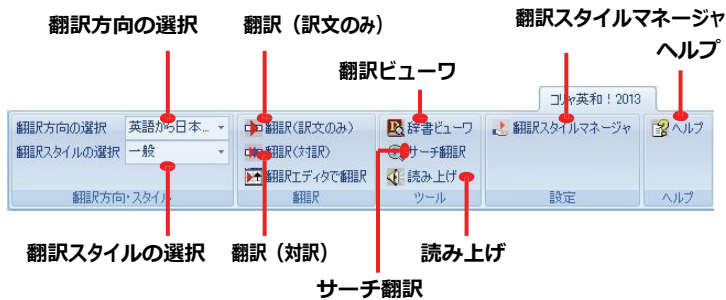 翻訳方向の選択
翻訳（訳文のみ）
翻訳スタイルマネージャ
ヘルプ
翻訳ビューワ
コリャ英和！2013
翻訳方向の選択 英語から日本...
翻訳スタイルの選択 一般
翻訳方向・スタイル
翻訳(訳文のみ)
翻訳(対訳)
翻訳エディタで翻訳
翻訳
辞書ビューワ
サーチ翻訳
読み上げ
ツール
翻訳スタイルマネージャ
設定
ヘルプ
ヘルプ
翻訳スタイルの選択
翻訳（対訳）
読み上げ
サーチ翻訳